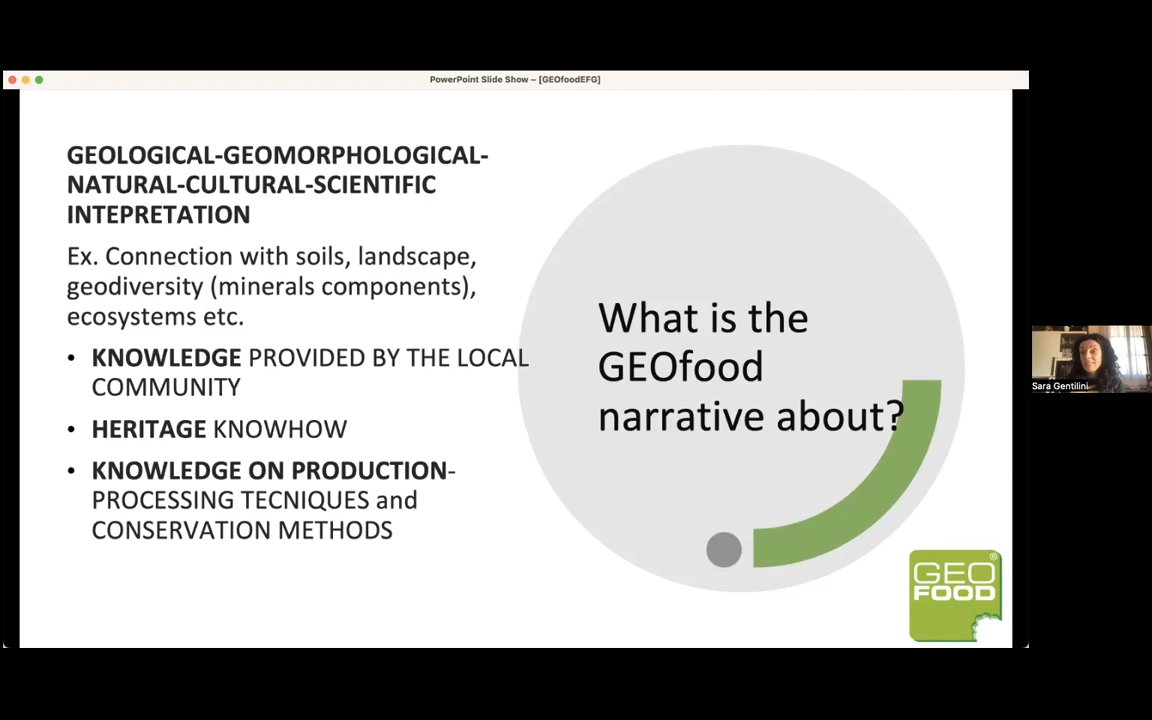 PowerPoint Slide Show – [GEOfoodEFG]
GEOLOGICAL-GEOMORPHOLOGICAL-
NATURAL-CULTURAL-SCIENTIFIC
INTEPRETATION
Ex. Connection with soils, landscape,
geodiversity (minerals components),
ecosystems etc.
• KNOWLEDGE PROVIDED BY THE LOCAL
COMMUNITY
• HERITAGE KNOWHOW
• KNOWLEDGE ON PRODUCTION-
PROCESSING TECNIQUES and
CONSERVATION METHODS
What is the
GEOfood
narrative about?
GEO®
FOOD
Sara Gentilini